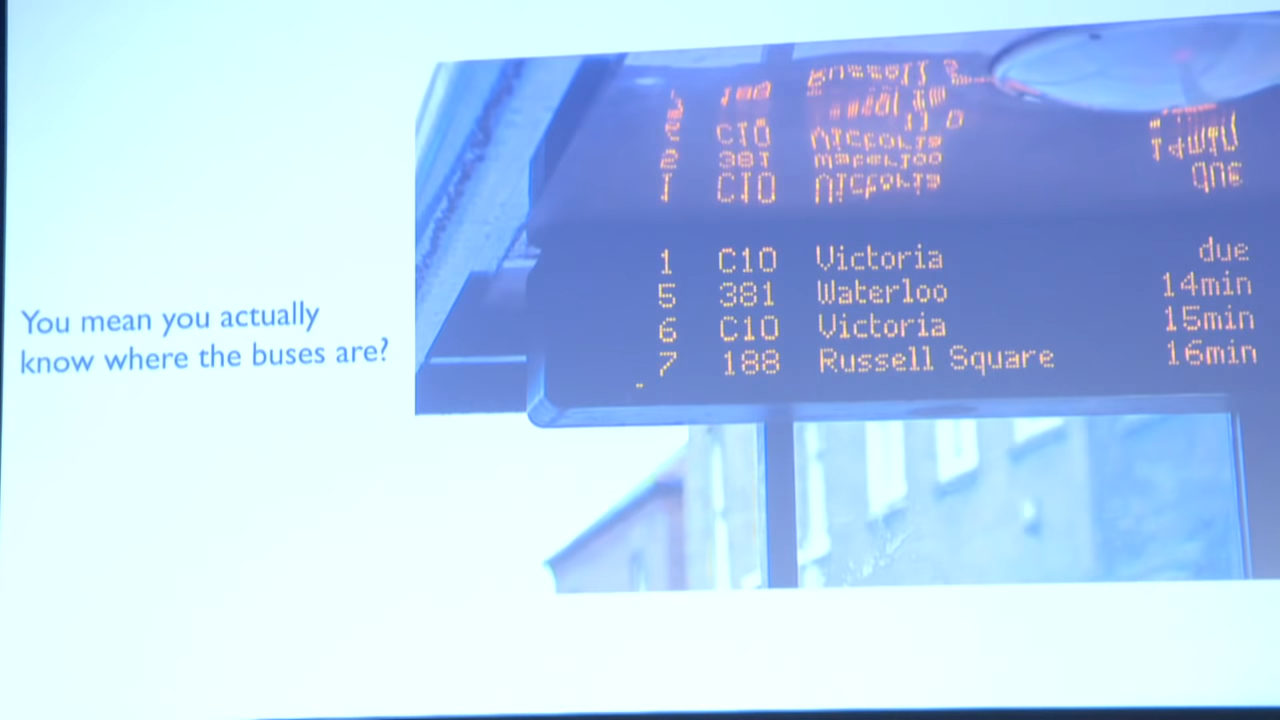 You mean you actually
know where the buses are?
1 C10 Victoria due
5 381 Waterloo 14min
6 C10 Victoria 15min
7 188 Russell Square 16min